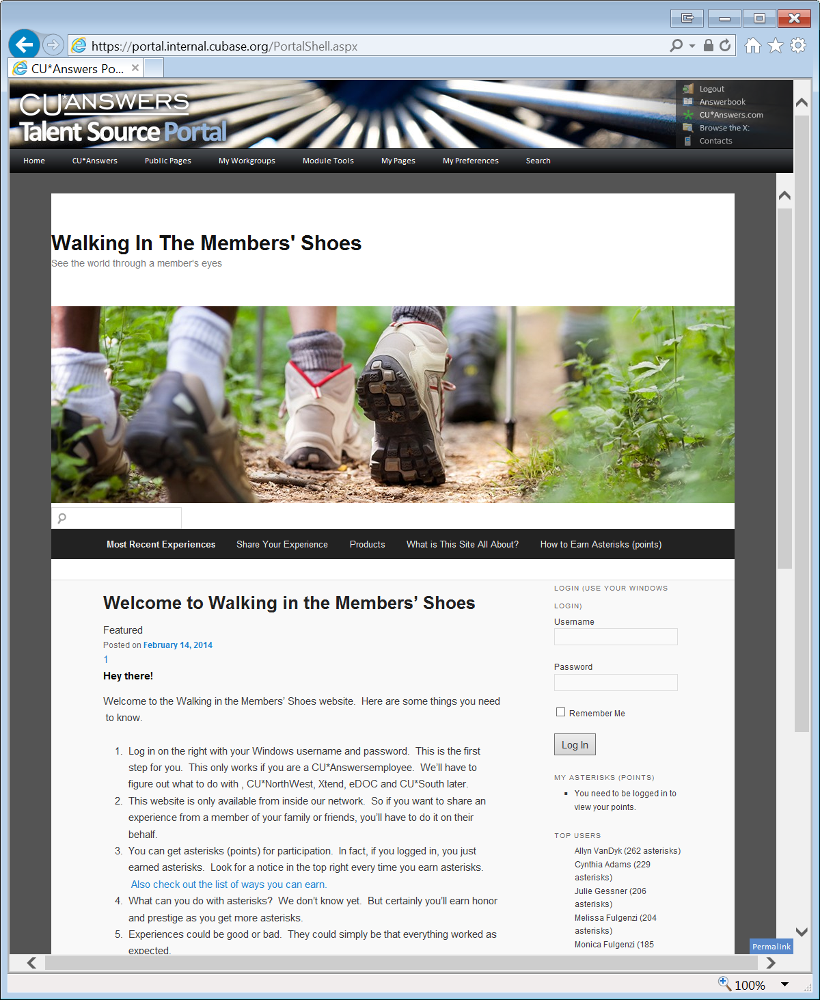 https://portal.internal.cubase.org/PortalShell.aspx
CU*Answers Po...
CU*ANSWERS
Talent Source Portal
Logout
Answerbook
CU*Answers.com
Browse the X:
Contacts
Home CU*Answers Public Pages My Workgroups Module Tools My Pages My Preferences Search
Walking In The Members' Shoes
See the world through a member's eyes
Most Recent Experiences Share Your Experience Products What is This Site All About? How to Earn Asterisks (points)
Welcome to Walking in the Members’ Shoes
Featured
Posted on February 14, 2014
1
Hey there!
Welcome to the Walking in the Members’ Shoes website.  Here are some things you need
to know.
1. Log in on the right with your Windows username and password.  This is the first
step for you.  This only works if you are a CU*Answersemployee.  We’ll have to
figure out what to do with , CU*NorthWest, Xtend, eDOC and CU*South later.
2. This website is only available from inside our network.  So if you want to share an
experience from a member of your family or friends, you’ll have to do it on their
behalf.
3. You can get asterisks (points) for participation.  In fact, if you logged in, you just
earned asterisks.  Look for a notice in the top right every time you earn asterisks.
Also check out the list of ways you can earn.
4. What can you do with asterisks?  We don’t know yet.  But certainly you’ll earn honor
and prestige as you get more asterisks.
5. Experiences could be good or bad.  They could simply be that everything worked as
expected.
LOGIN (USE YOUR WINDOWS
LOGIN)
Username
Password
Remember Me
Log In
MY ASTERISKS (POINTS)
You need to be logged in to
view your points.
TOP USERS
Allyn VanDyk (262 asterisks)
Cynthia Adams (229
asterisks)
Julie Gessner (206
asterisks)
Melissa Fulgenzi (204
asterisks)
Monica Fulgenzi (185
Permalink
100%